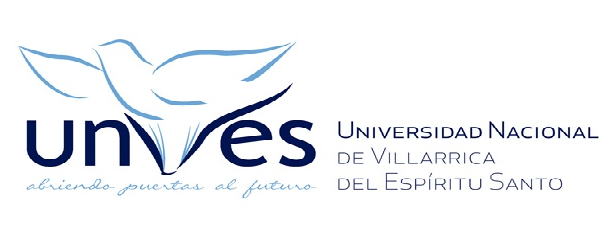 unves
abriendo puertas al futuro
Universidad Nacional
de Villarrica
del Espíritu Santo